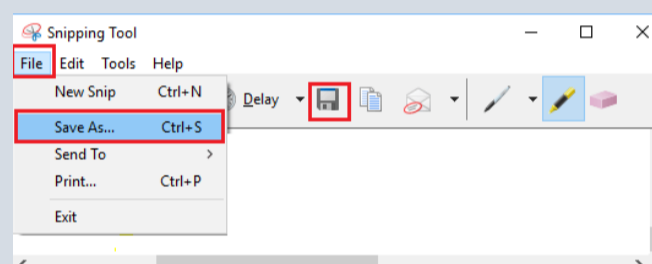 Snipping Tool
File Edit Tools Help
New Snip Ctrl+N
Delay
Save As... Ctrl+S
Send To
Print... Ctrl+P
Exit